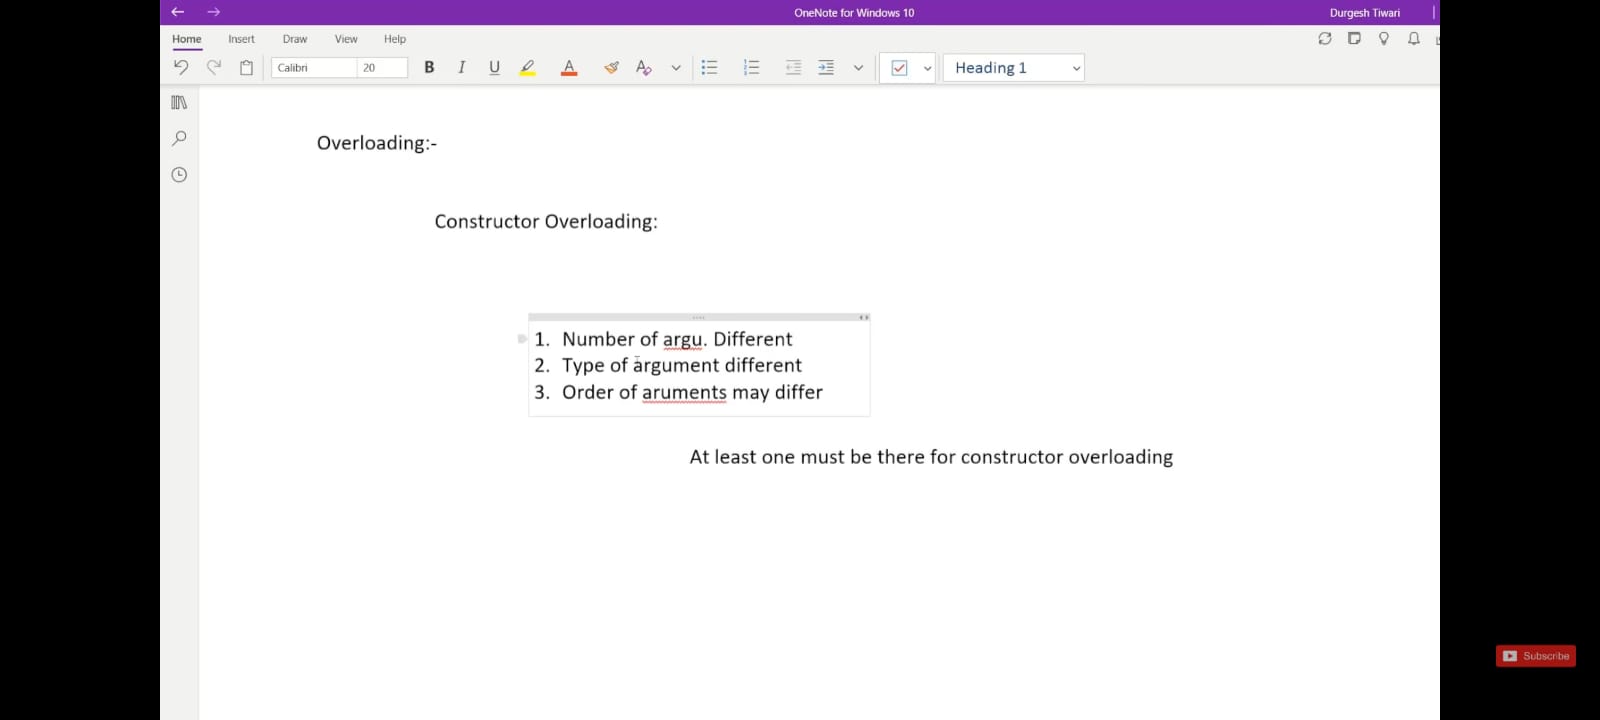 OneNote for Windows 10
Durgesh Tiwari
Home Insert Draw View Help
Calibri 20 B I U A A Heading 1
Overloading:-
Constructor Overloading:
1. Number of argu. Different
2. Type of argument different
3. Order of aruments may differ
At least one must be there for constructor overloading
Subscribe